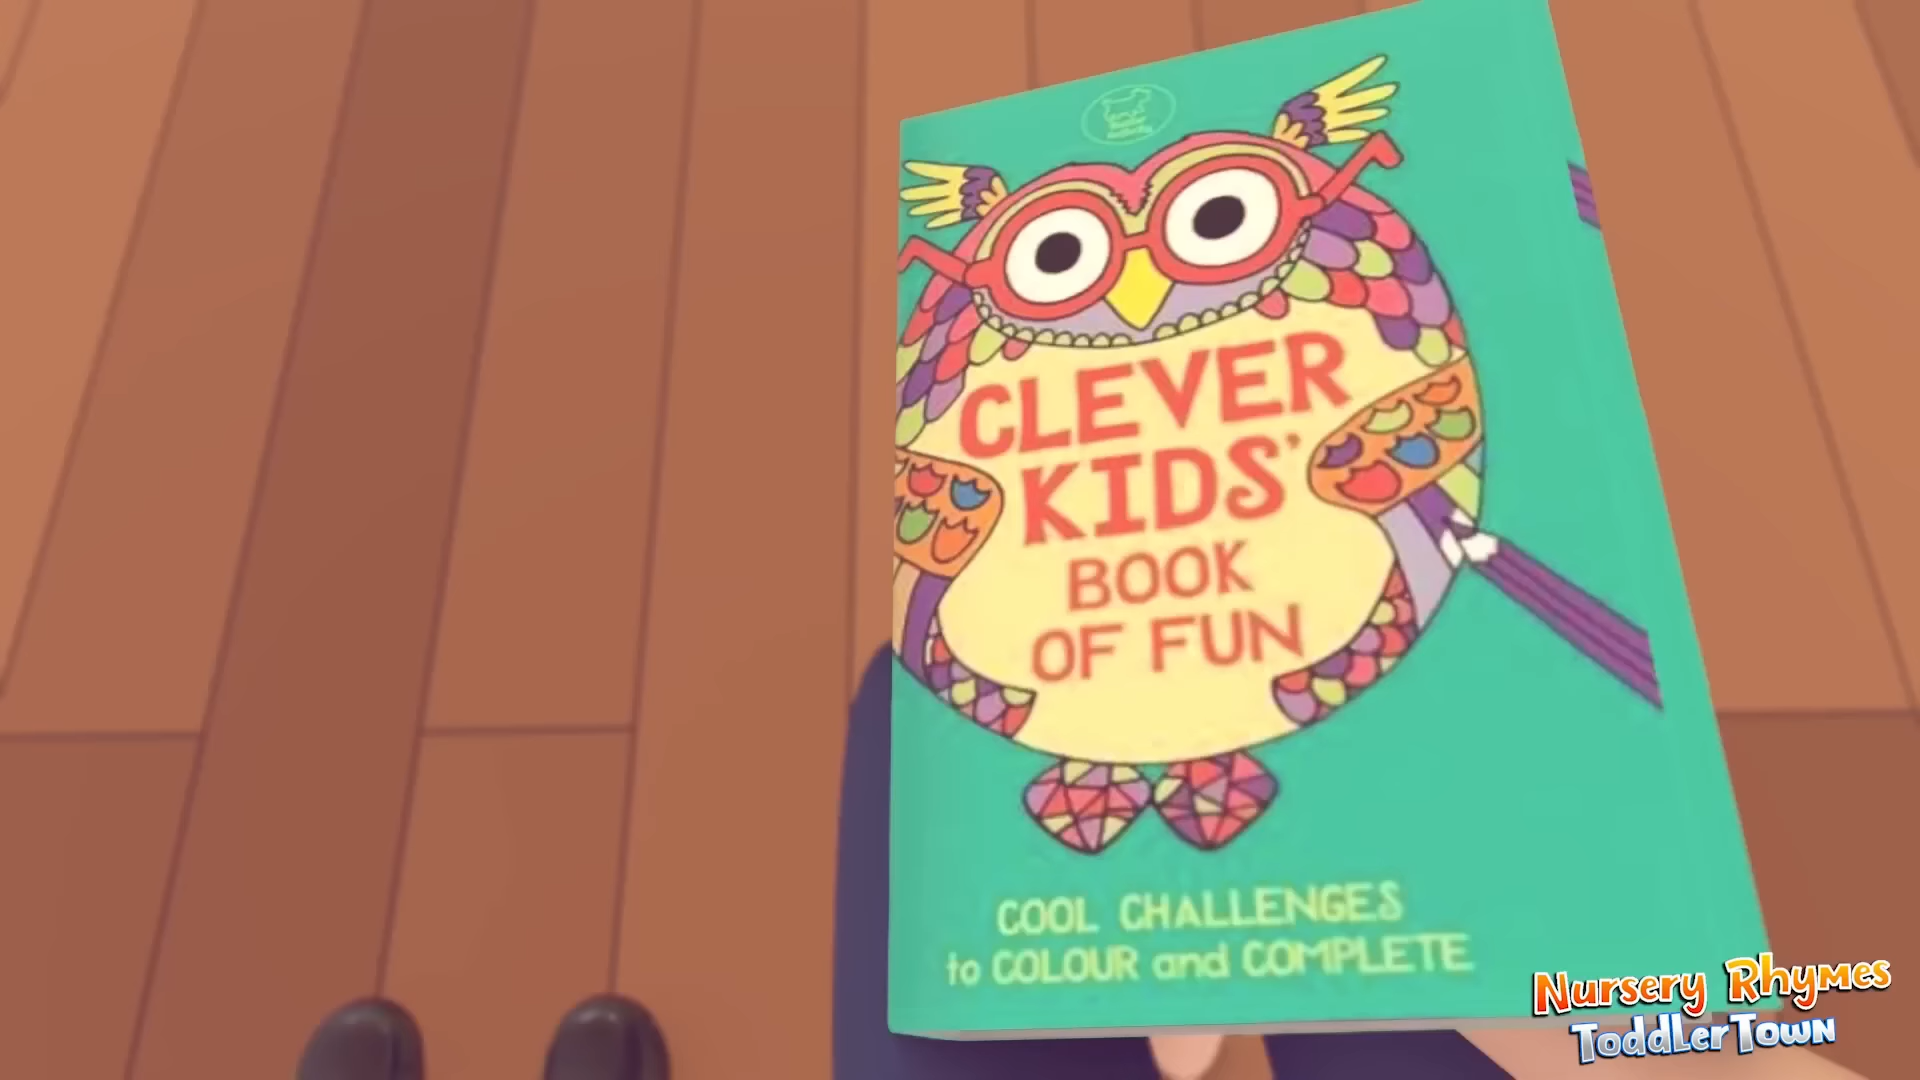 CLEVER
KIDS'
BOOK
OF FUN
COOL CHALLENGES
to COLOUR and COMPLETE
Nursery Rhymes
ToddlerTown